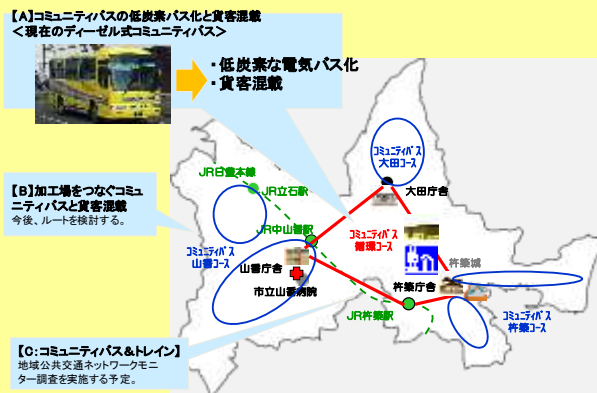 【A】コミュニティバスの低炭素バス化と貨客混載
＜現在のディーゼル式コミュニティバス＞
・低炭素な電気バス化
・貨客混載
コミュニティバス
大田コース
JR日豊本線
JR立石駅
大田庁舎
【B】加工場をつなぐコミュ
ニティバスと貨客混載
今後、ルートを検討する。
JR中山香駅
コミュニティバス
循環コース
コミュニティバス
山香コース
山香庁舎
杵築城
市立山香病院
杵築庁舎
JR杵築駅
コミュニティバス
杵築コース
【C：コミュニティバス＆トレイン】
地域公共交通ネットワークモニ
ター調査を実施する予定。